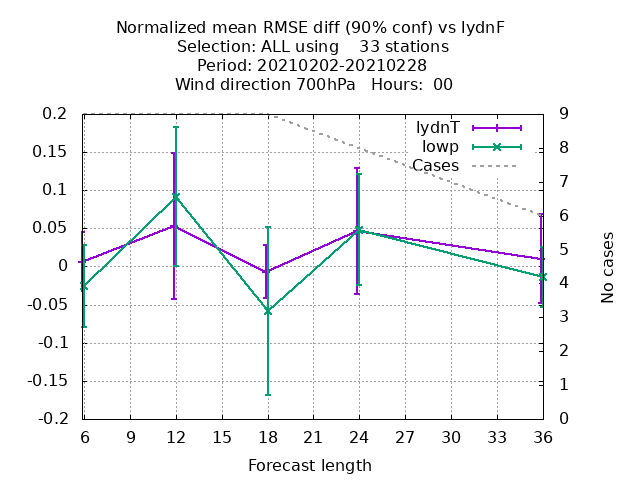 Normalized mean RMSE diff (90% conf) vs lydnF
Selection: ALL using    33 stations
Period: 20210202-20210228
Wind direction 700hPa   Hours:  00
lydnT
lowp
Cases
0.2
0.15
0.1
0.05
0
-0.05
-0.1
-0.15
-0.2
9
8
7
6
5
4
3
2
1
0
No cases
6 9 12 15 18 21 24 27 30 33 36
Forecast length